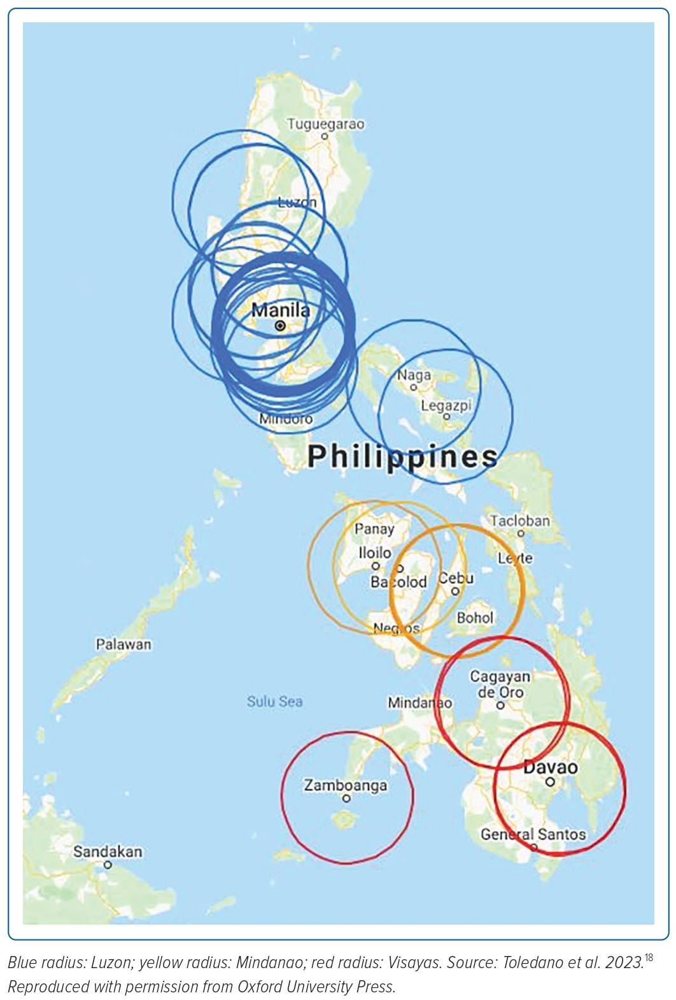 Tuguegarao
Luzon
Manila
Naga
Legazpi
Mindoro
Philippines
Tacloban
Panay
Iloilo
Leyte
Bacolod
Cebu
Bohol
Negros
Palawan
Cagayan
de Oro
Sulu Sea
Mindanao
Davao
Zamboanga
General Santos
Sandakan
Blue radius: Luzon; yellow radius: Mindanao; red radius: Visayas. Source: Toledano et al. 2023.18
Reproduced with permission from Oxford University Press.